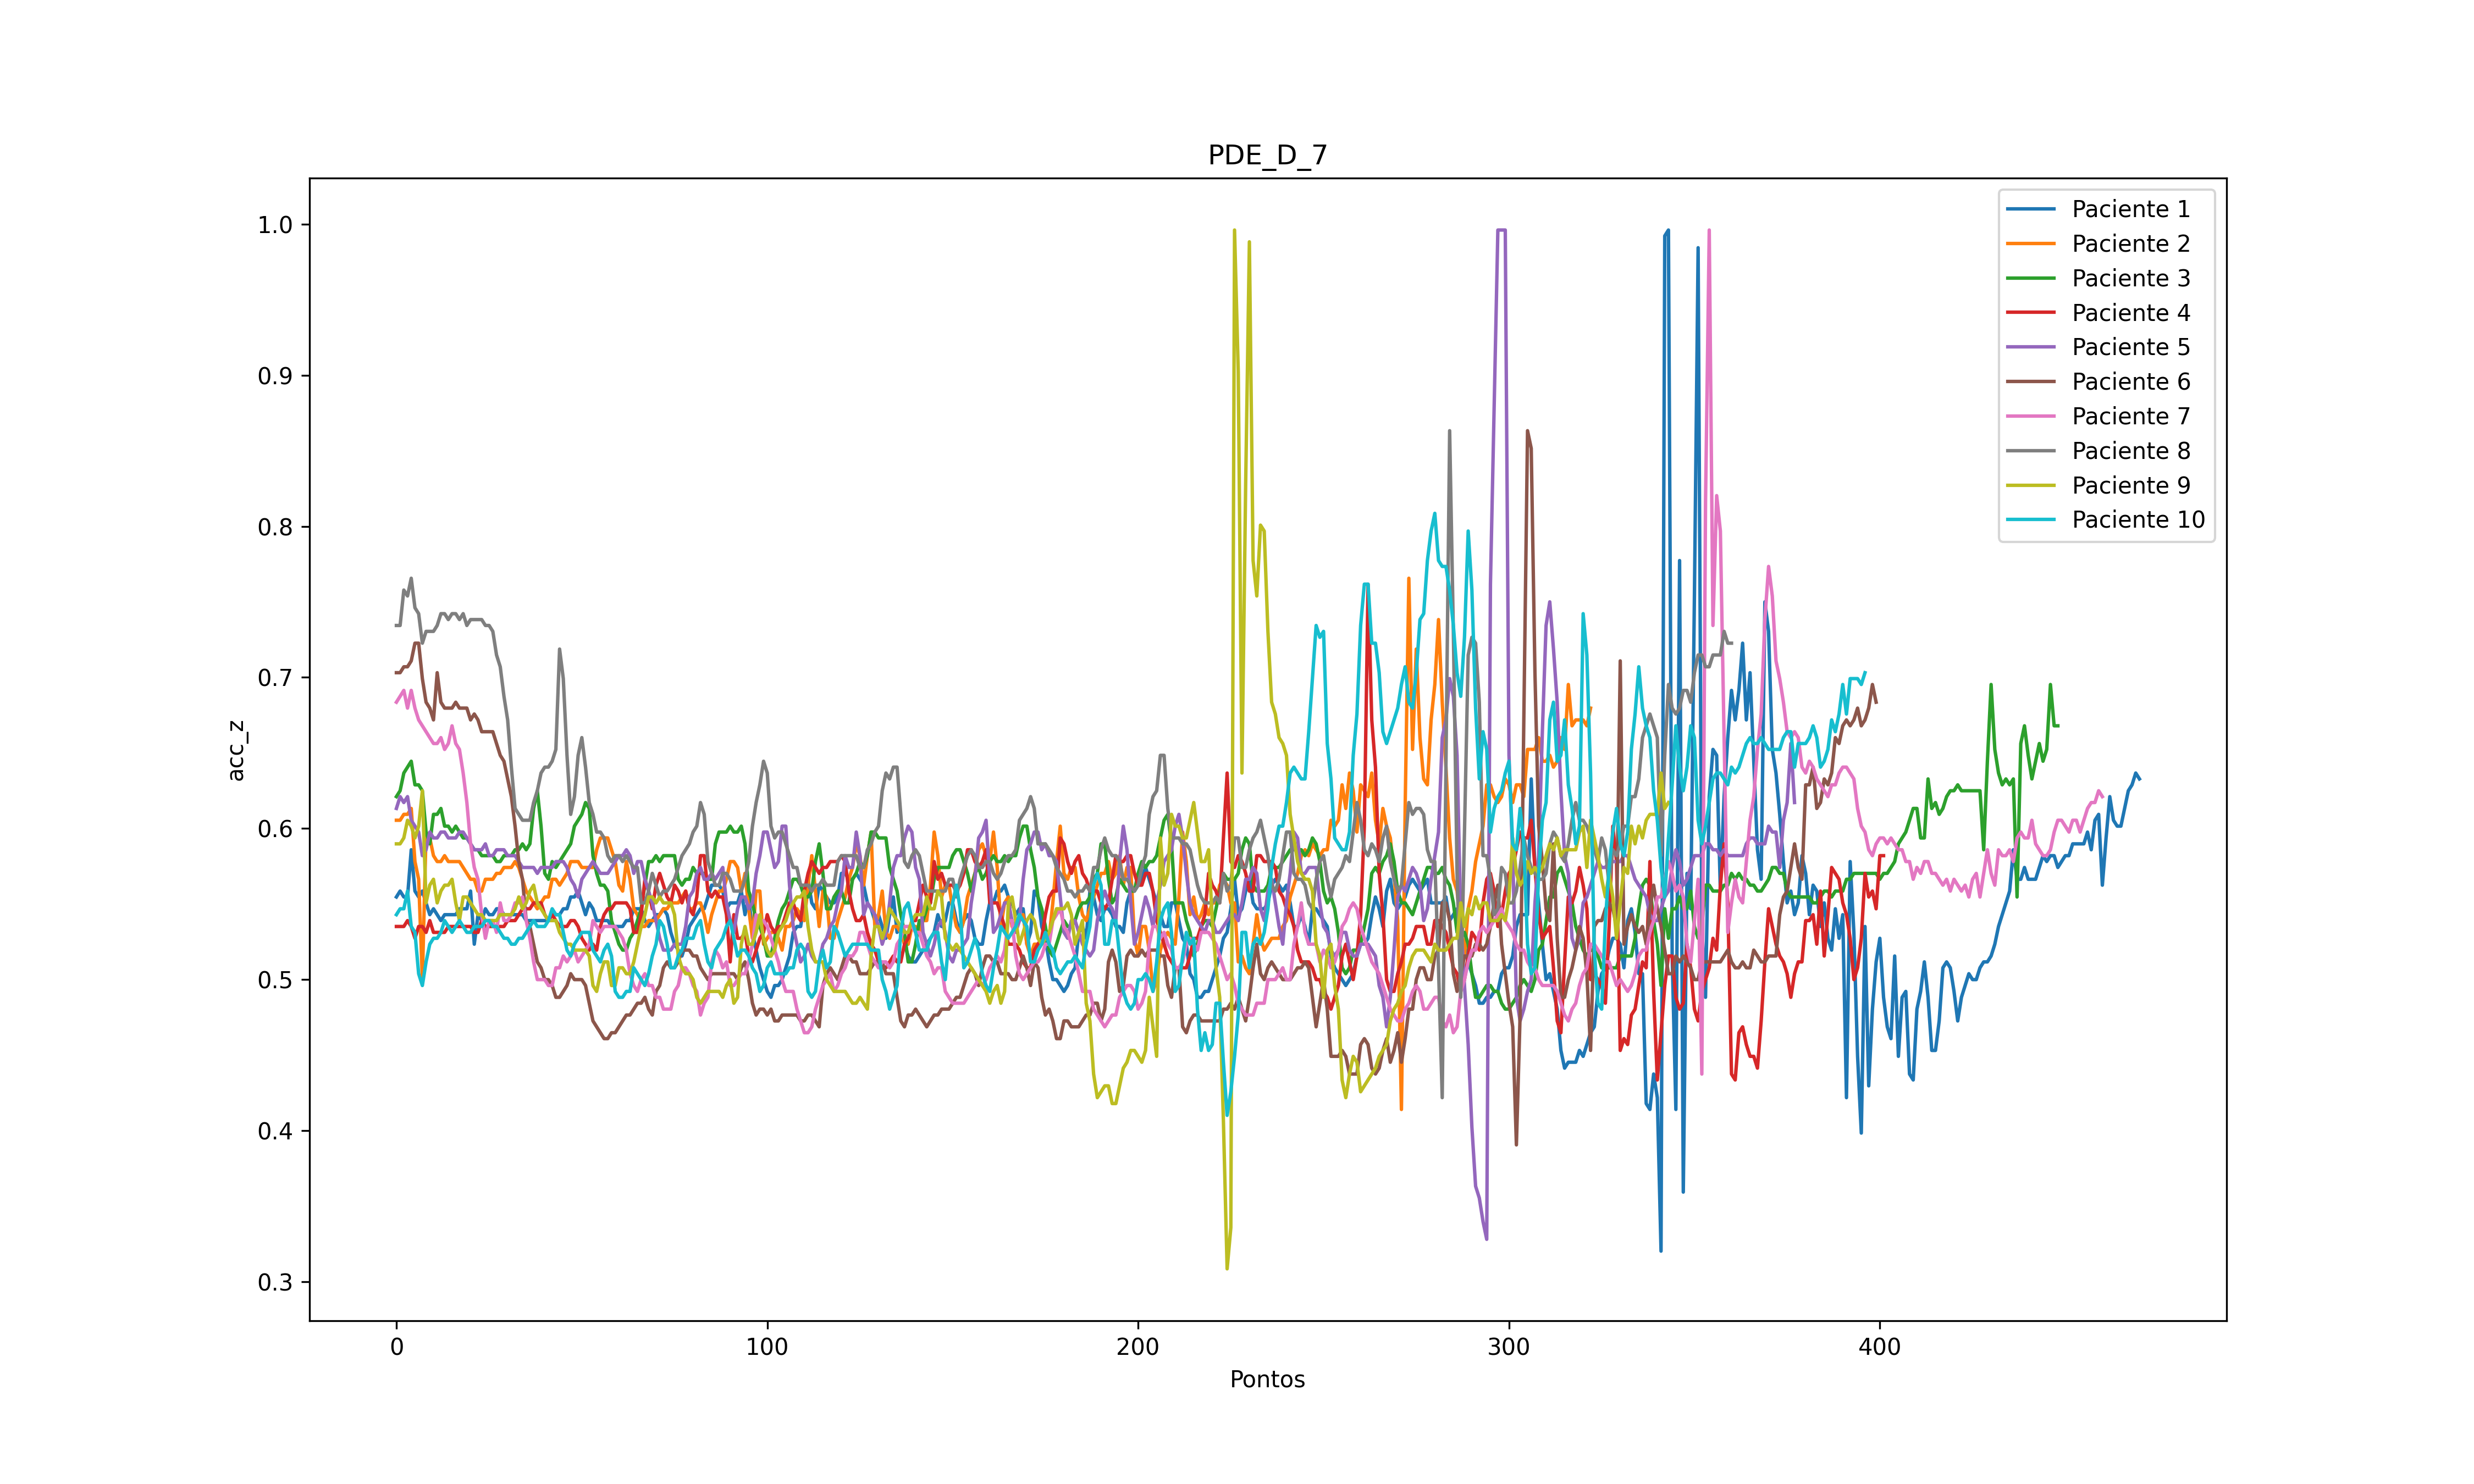 PDE_D_7
1.0
0.9
0.8
0.7
0.6
0.5
0.4
0.3
acc_z
0 100 200 300 400
Pontos
Paciente 1
Paciente 2
Paciente 3
Paciente 4
Paciente 5
Paciente 6
Paciente 7
Paciente 8
Paciente 9
Paciente 10